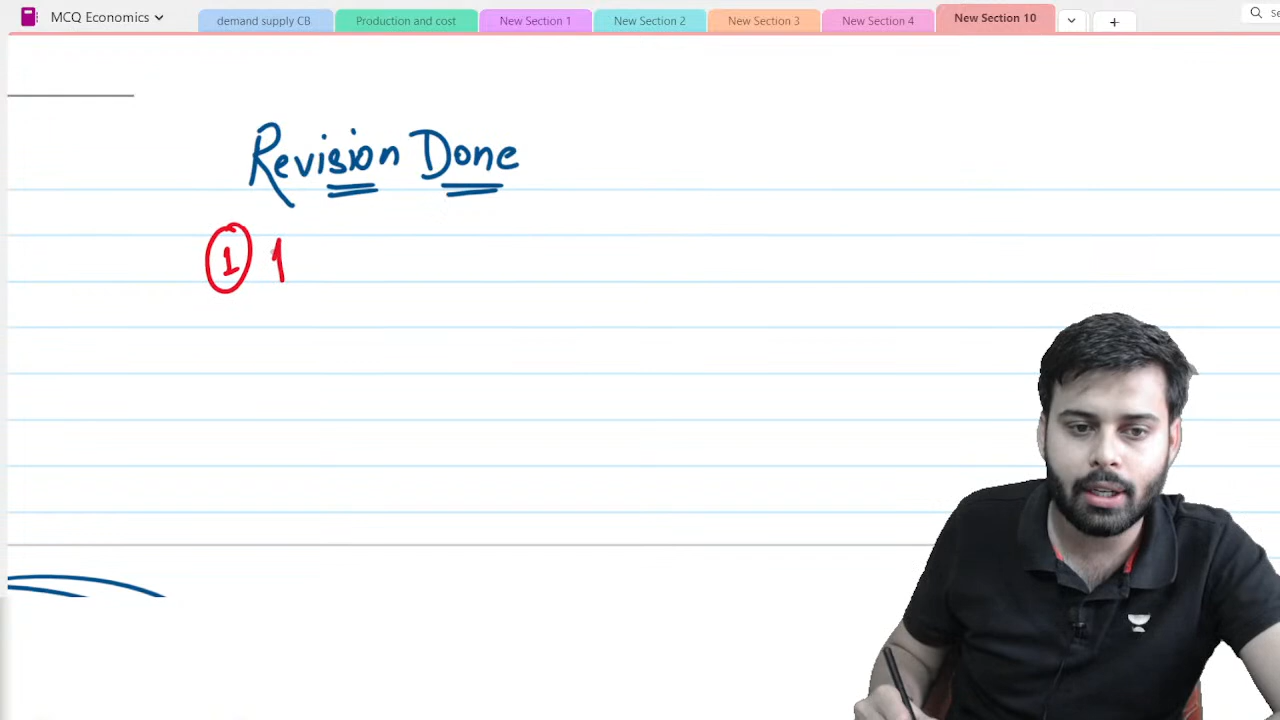 MCQ Economics
demand supply CB
Production and cost
New Section 1
New Section 2
New Section 3
New Section 4
New Section 10
+
Revision Done
1 1